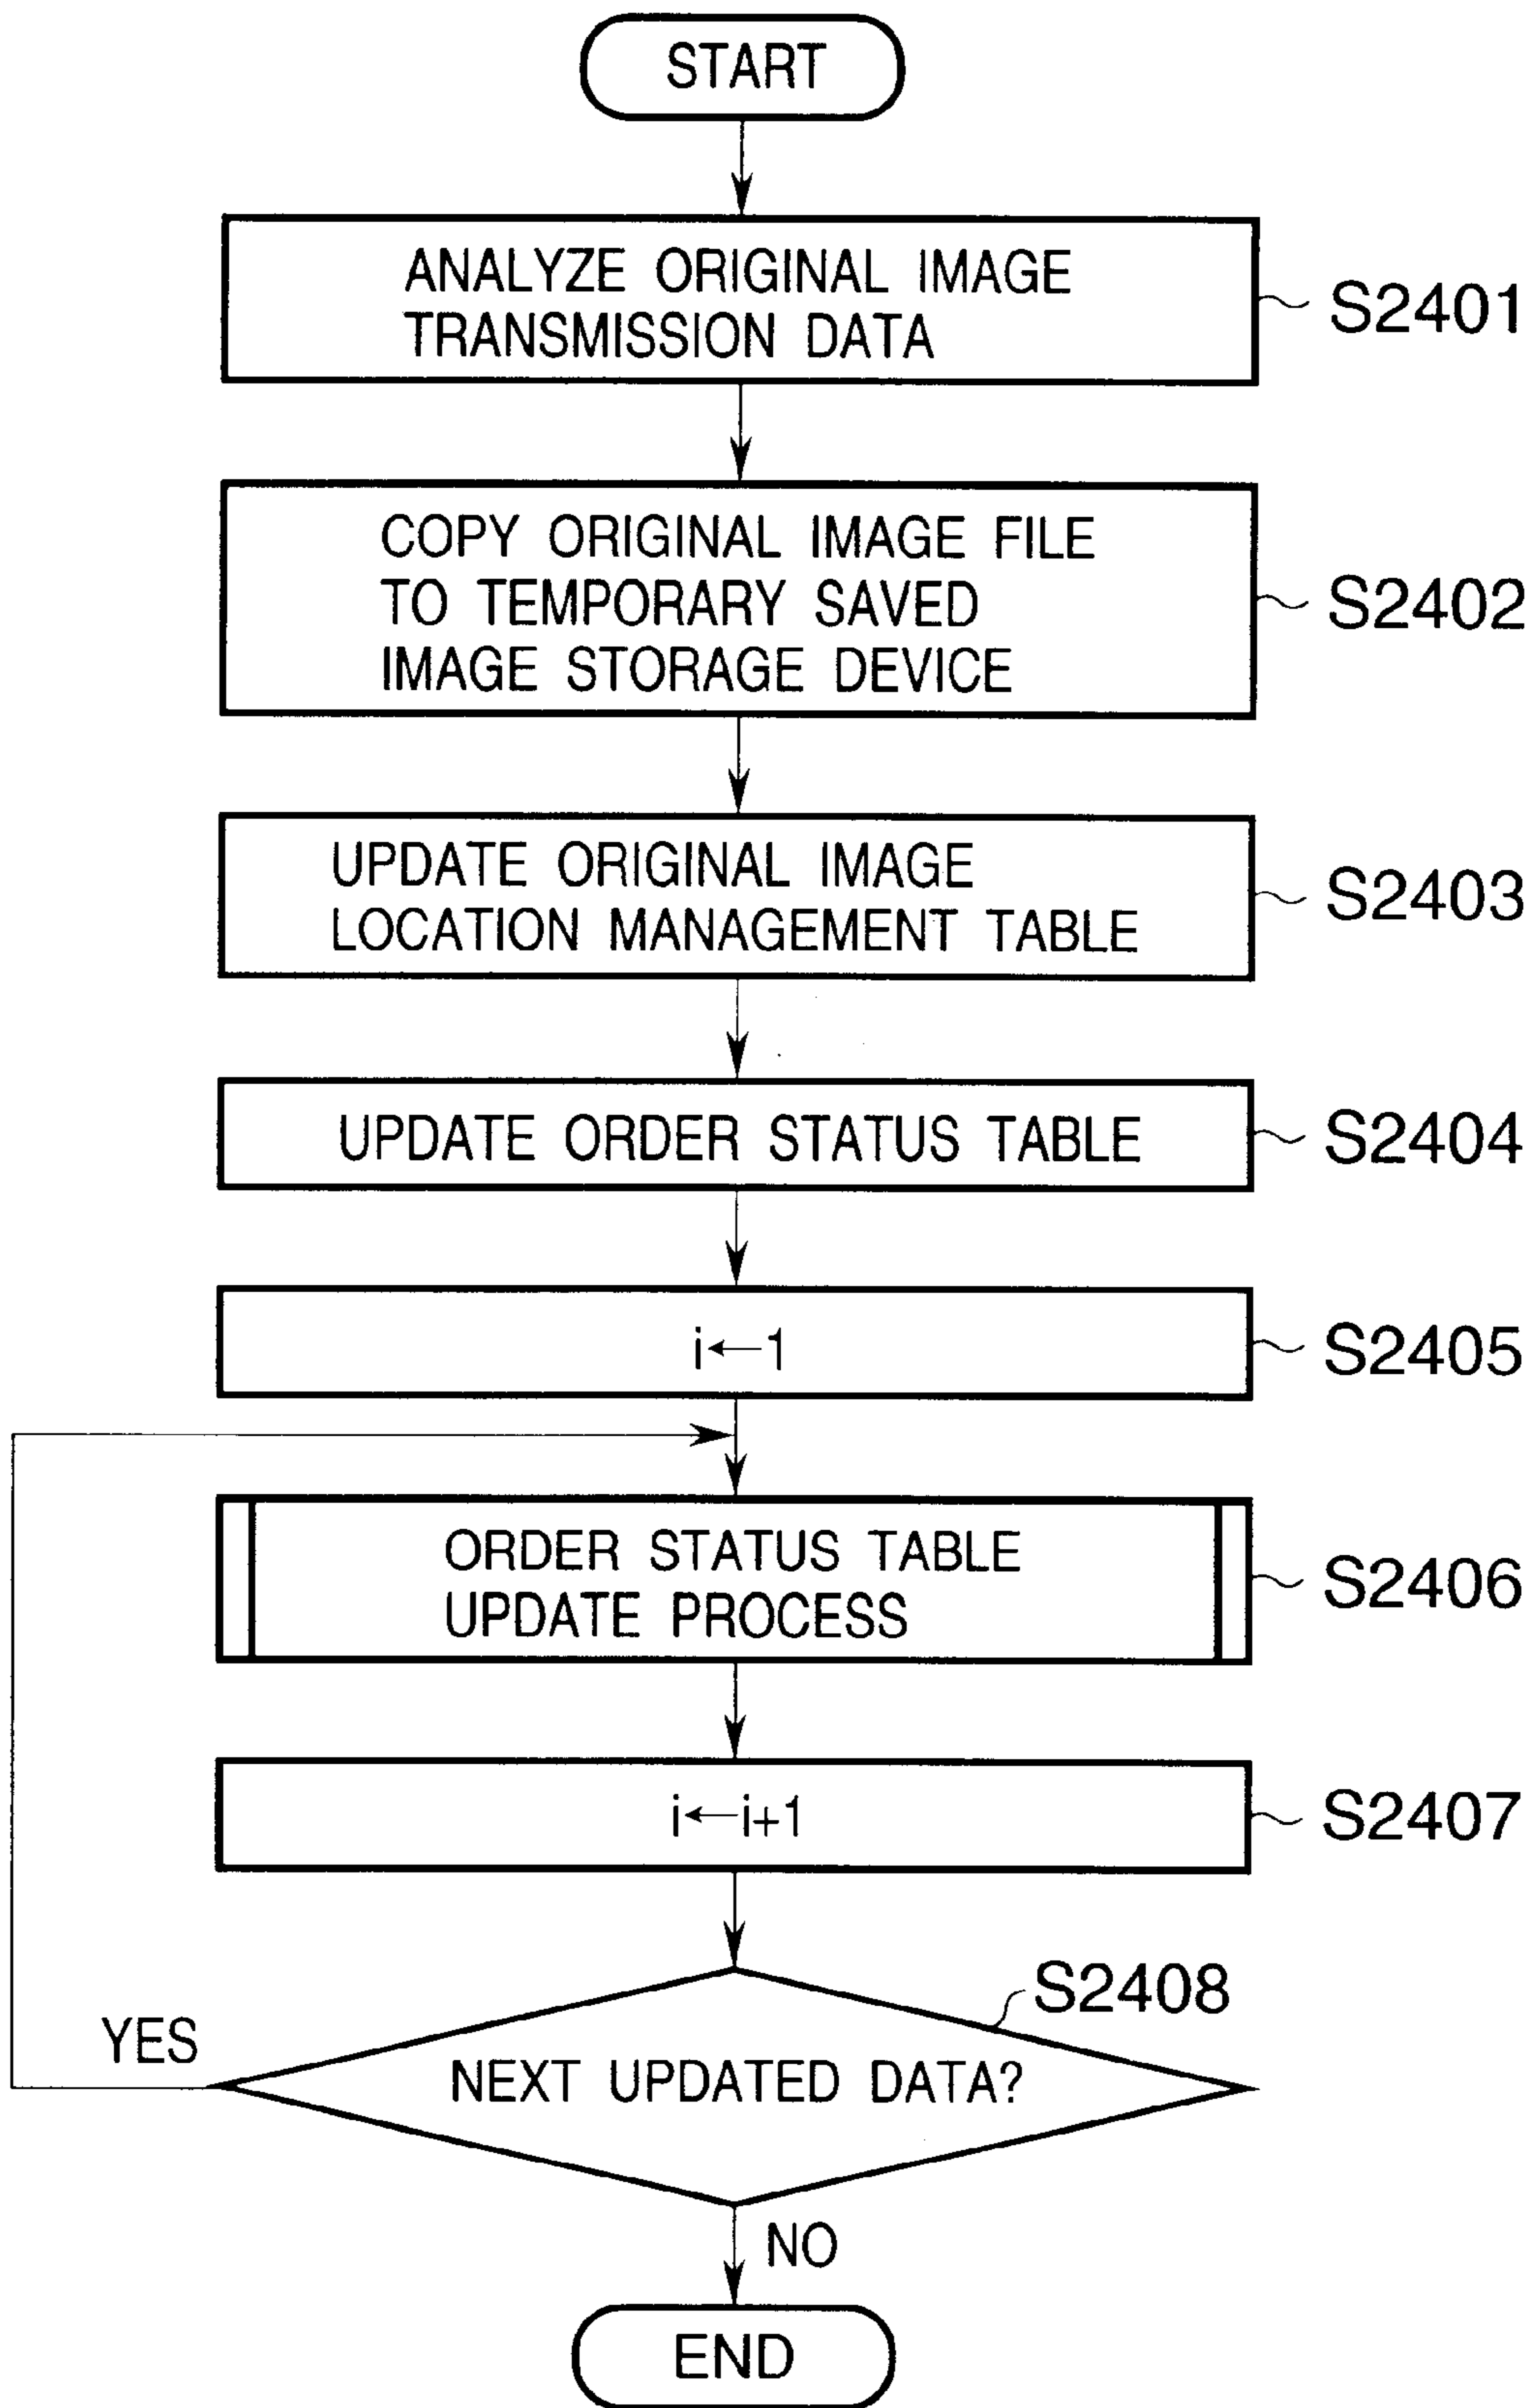 START
ANALYZE ORIGINAL IMAGE
TRANSMISSION DATA
S2401
COPY ORIGINAL IMAGE FILE
TO TEMPORARY SAVED
IMAGE STORAGE DEVICE
S2402
UPDATE ORIGINAL IMAGE
LOCATION MANAGEMENT TABLE
S2403
UPDATE ORDER STATUS TABLE
S2404
i←1
S2405
ORDER STATUS TABLE
UPDATE PROCESS
S2406
i←i+1
S2407
S2408
YES
NEXT UPDATED DATA?
NO
END